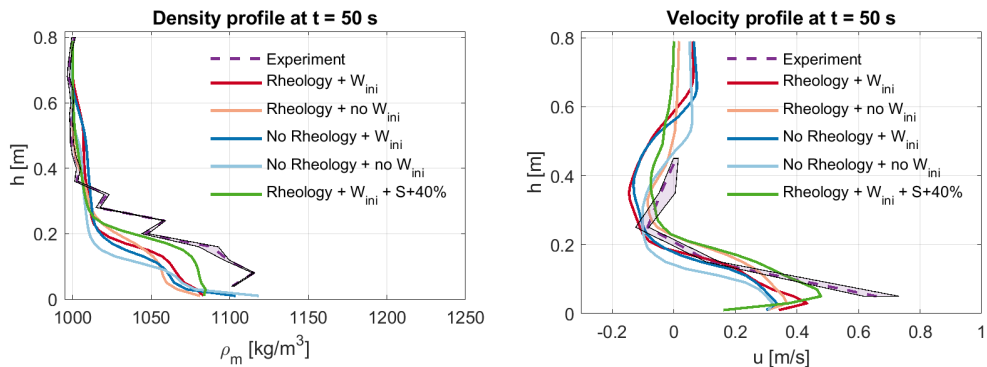 Density profile at t = 50 s
0.8
0.6
0.4
0.2
0
h [m]
Experiment
Rheology + W_ini
Rheology + no W_ini
No Rheology + W_ini
No Rheology + no W_ini
Rheology + W_ini + S+40%
1000 1050 1100 1150 1200 1250
ρ_m [kg/m³]
Velocity profile at t = 50 s
0.8
0.6
0.4
0.2
0
h [m]
Experiment
Rheology + W_ini
Rheology + no W_ini
No Rheology + W_ini
No Rheology + no W_ini
Rheology + W_ini + S+40%
-0.2 0 0.2 0.4 0.6 0.8 1
u [m/s]